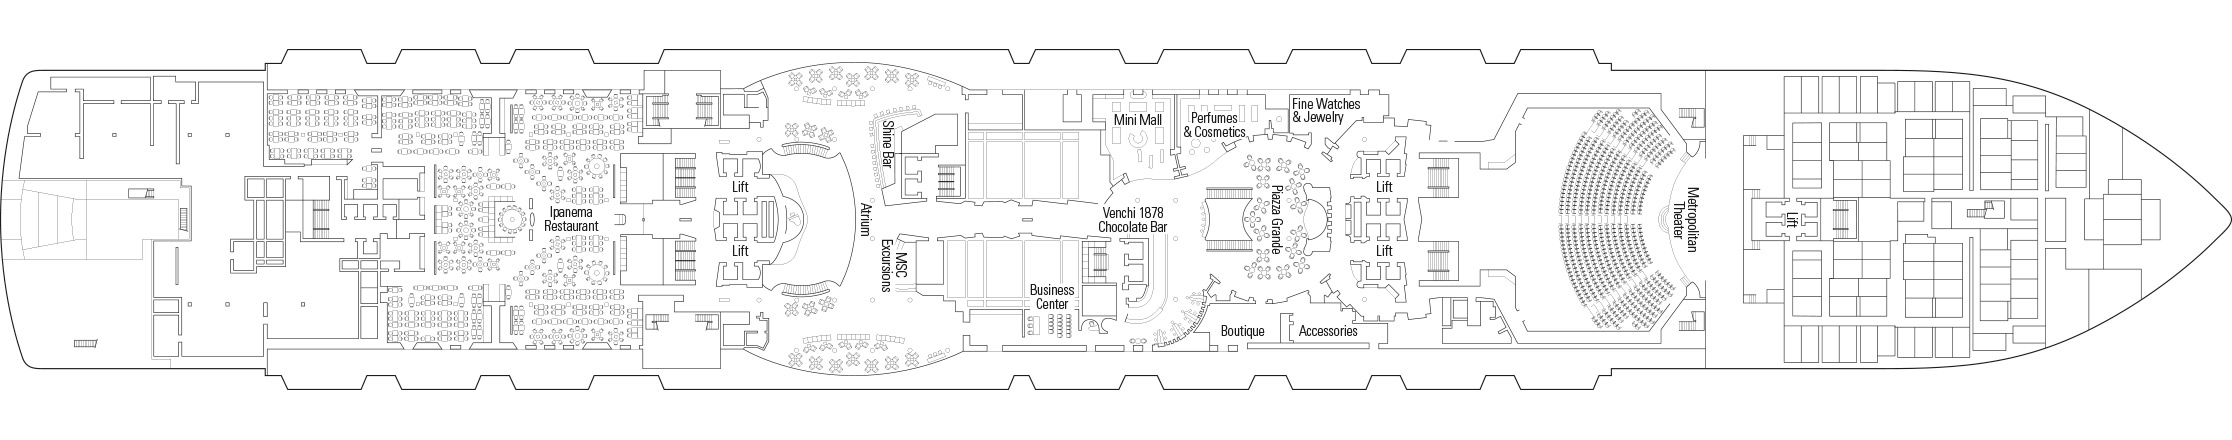 Ipanema
Restaurant
Lift
Lift
Atrium
Shine Bar
MSC
Excursions
Business
Center
Mini Mall
Venchi 1878
Chocolate Bar
Perfumes
& Cosmetics
Fine Watches
& Jewelry
Piazza Grande
Boutique
Accessories
Lift
Lift
Metropolitan
Theater
Lift